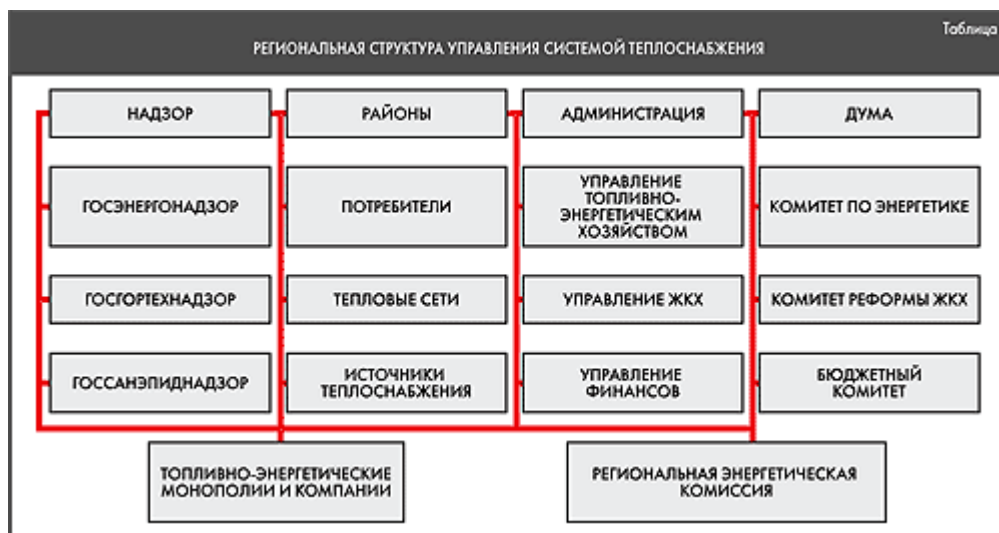 Таблица
РЕГИОНАЛЬНАЯ СТРУКТУРА УПРАВЛЕНИЯ СИСТЕМОЙ ТЕПЛОСНАБЖЕНИЯ
НАДЗОР
РАЙОНЫ
АДМИНИСТРАЦИЯ
ДУМА
ГОСЭНЕРГОНАДЗОР
ПОТРЕБИТЕЛИ
УПРАВЛЕНИЕ
ТОПЛИВНО-
ЭНЕРГЕТИЧЕСКИМ
ХОЗЯЙСТВОМ
КОМИТЕТ ПО ЭНЕРГЕТИКЕ
ГОСГОРТЕХНАДЗОР
ТЕПЛОВЫЕ СЕТИ
УПРАВЛЕНИЕ ЖКХ
КОМИТЕТ РЕФОРМЫ ЖКХ
ГОССАНЭПИДНАДЗОР
ИСТОЧНИКИ
ТЕПЛОСНАБЖЕНИЯ
УПРАВЛЕНИЕ
ФИНАНСОВ
БЮДЖЕТНЫЙ
КОМИТЕТ
ТОПЛИВНО-ЭНЕРГЕТИЧЕСКИЕ
МОНОПОЛИИ И КОМПАНИИ
РЕГИОНАЛЬНАЯ ЭНЕРГЕТИЧЕСКАЯ
КОМИССИЯ